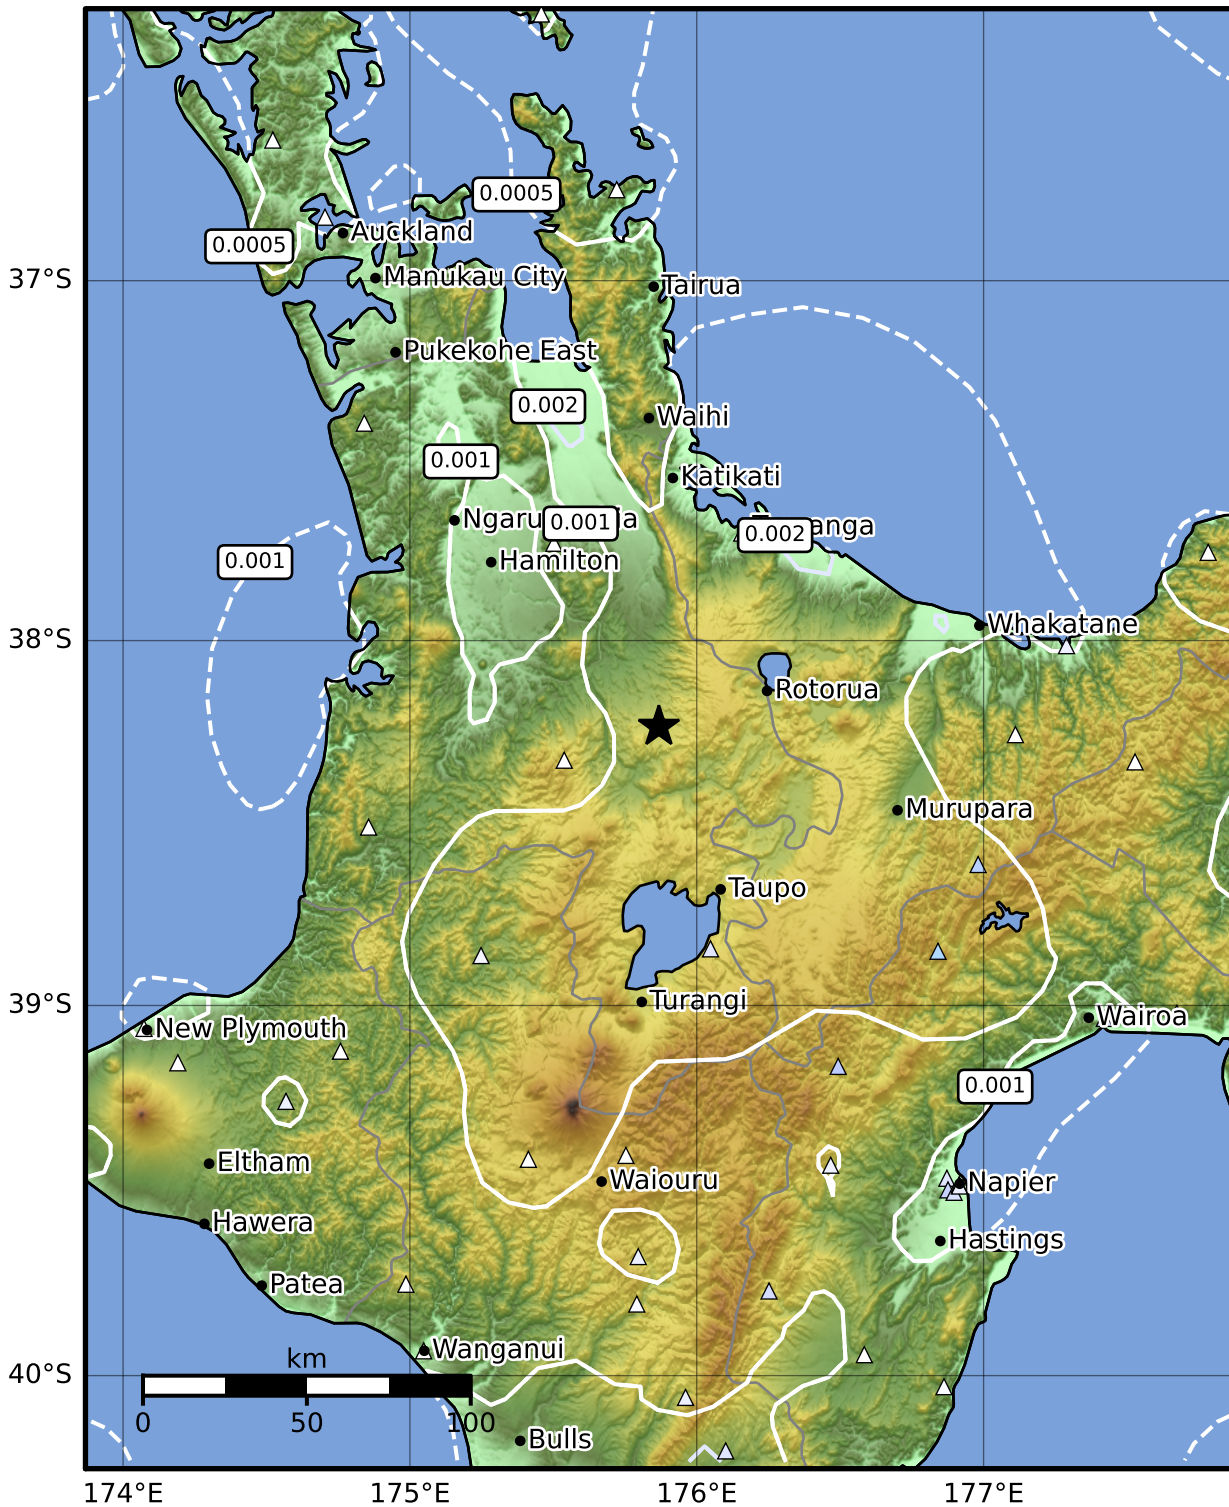 0.0005
Auckland
0.0005
Manukau City
37°S
Tairua
Pukekohe East
0.002
Waihi
0.001
Katikati
0.001
0.002
0.001
Hamilton
Whakatane
38°S
Rotorua
Murupara
Taupo
Turangi
39°S
Wairoa
New Plymouth
0.001
Eltham
Waiouru
Napier
Hawera
Hastings
Patea
Wanganui
km
40°S
0 50 100
Bulls
174°E 175°E 176°E 177°E